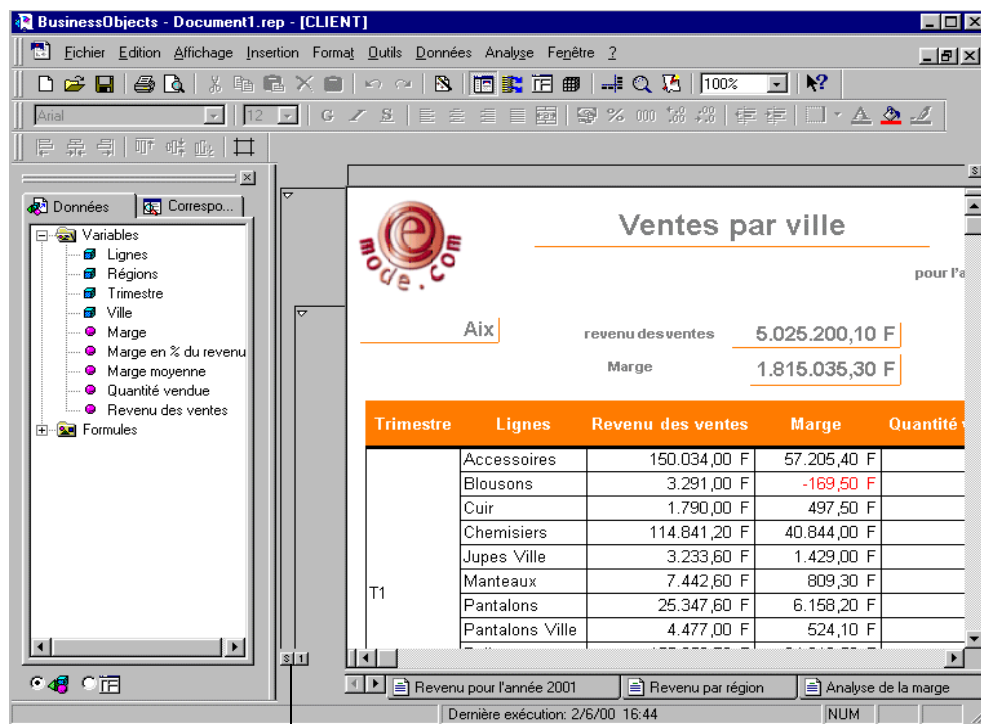 BusinessObjects - Document1.rep - [CLIENT]
Fichier Edition Affichage Insertion Format Outils Données Analyse Fenêtre ?
100%
Arial 12 G I S % 000
Données Correspo...
Variables
Lignes
Régions
Trimestre
Ville
Marge
Marge en % du revenu
Marge moyenne
Quantité vendue
Revenu des ventes
Formules
S
e
mode.com
Ventes par ville
pour l'a
Aix revenu des ventes 5.025.200,10 F
Marge 1.815.035,30 F
Trimestre Lignes Revenu des ventes Marge Quantité
T1
Accessoires 150.034,00 F 57.205,40 F
Blousons 3.291,00 F -169,50 F
Cuir 1.790,00 F 497,50 F
Chemisiers 114.841,20 F 40.844,00 F
Jupes Ville 3.233,60 F 1.429,00 F
Manteaux 7.442,60 F 809,30 F
Pantalons 25.347,60 F 6.158,20 F
Pantalons Ville 4.477,00 F 524,10 F
S 1
Revenu pour l'année 2001 Revenu par région Analyse de la marge
Dernière exécution: 2/6/00 16:44 NUM